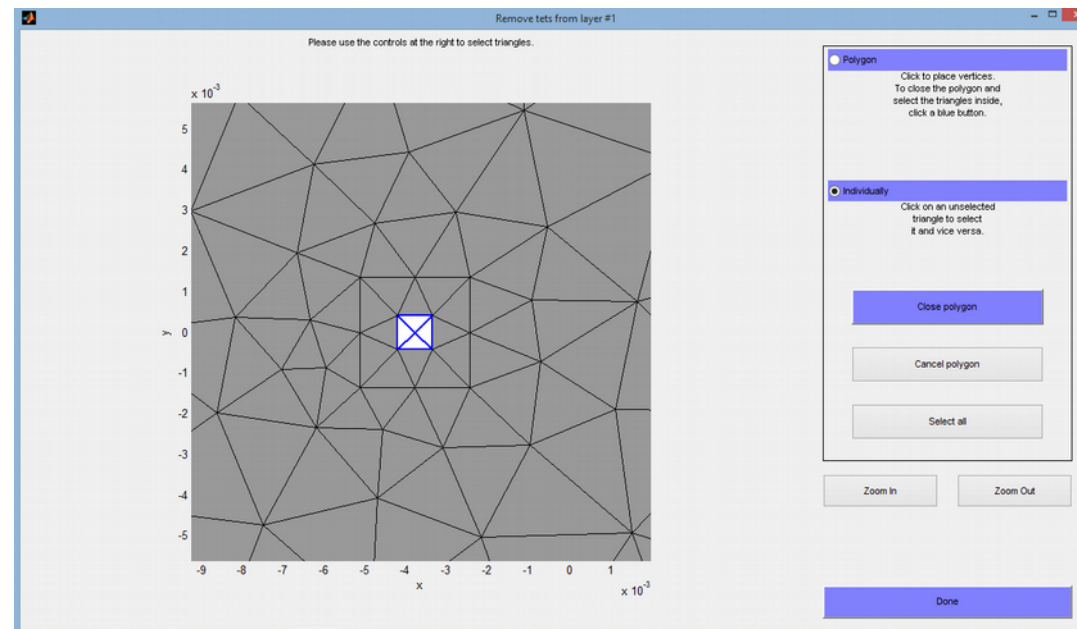 Remove tets from layer #1
Please use the controls at the right to select triangles.
x 10-3
5
4
3
2
1
0
-1
-2
-3
-4
-5
y
-9 -8 -7 -6 -5 -4 -3 -2 -1 0 1
x
x 10-3
Polygon
Click to place vertices.
To close the polygon and
select the triangles inside,
click a blue button.
Individually
Click on an unselected
triangle to select
it and vice versa.
Close polygon
Cancel polygon
Select all
Zoom In Zoom Out
Done